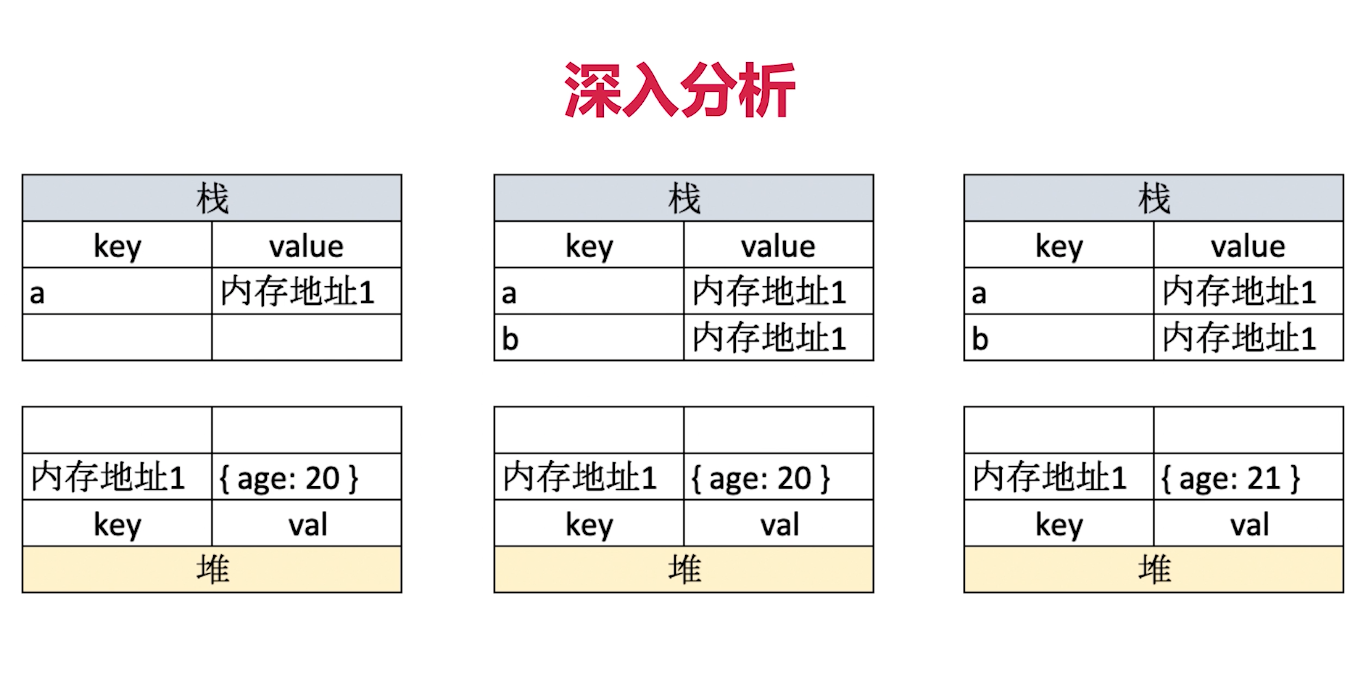 深入分析
栈
key value
a 内存地址1
内存地址1 { age: 20 }
key val
堆
栈
key value
a 内存地址1
b 内存地址1
内存地址1 { age: 20 }
key val
堆
栈
key value
a 内存地址1
b 内存地址1
内存地址1 { age: 21 }
key val
堆